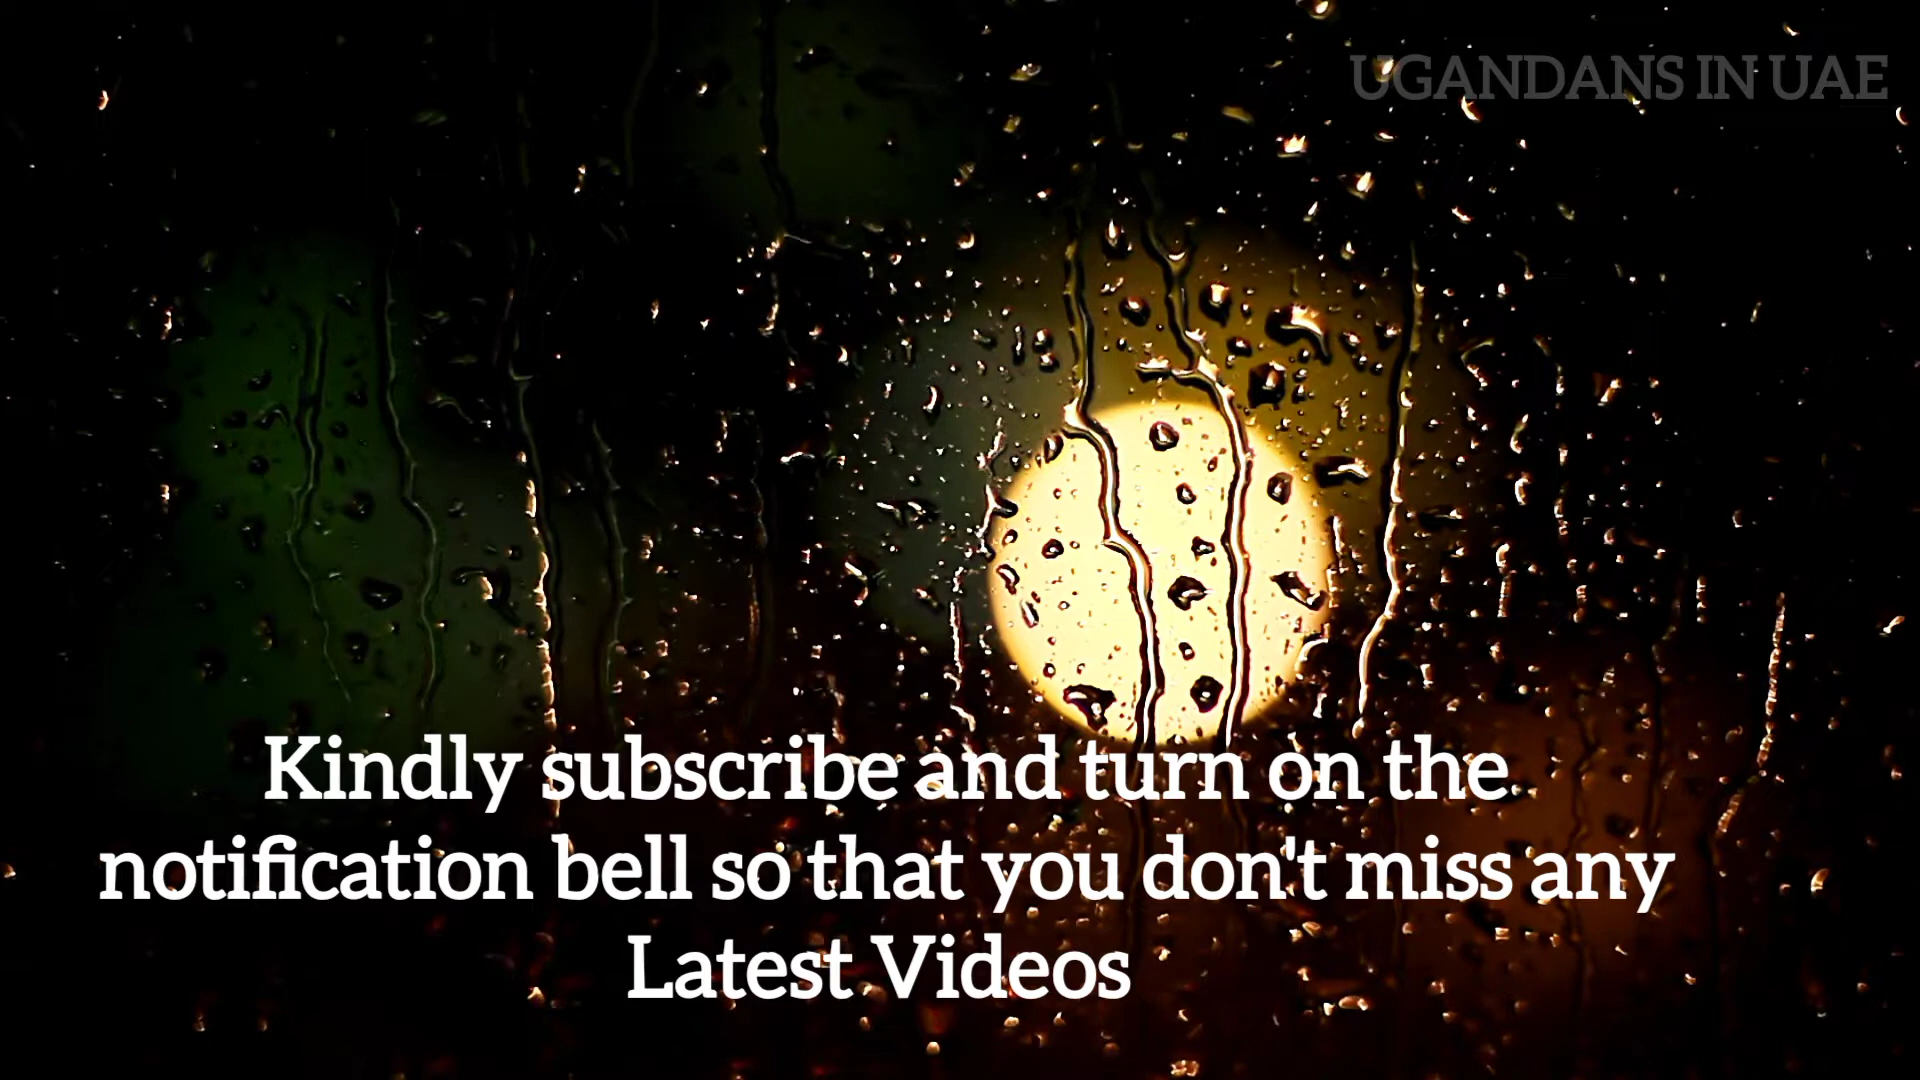 UGANDANS IN UAE
Kindly subscribe and turn on the
notification bell so that you don't miss any
Latest Videos